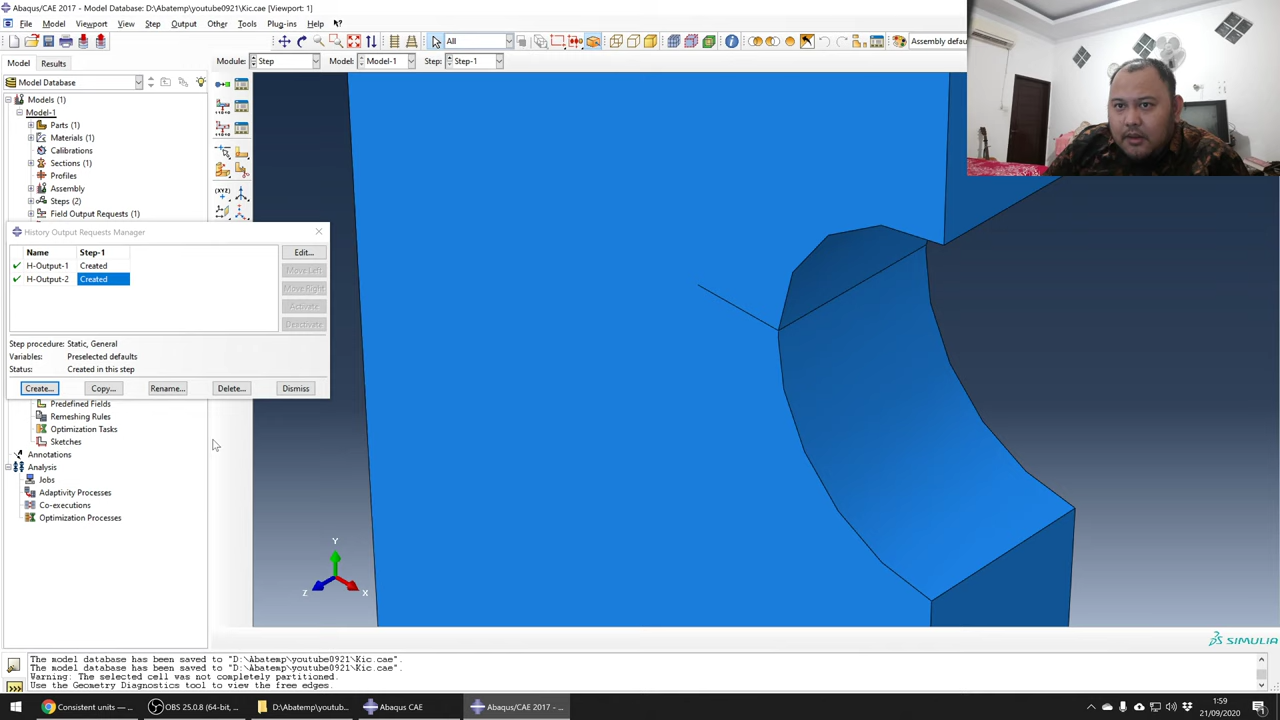 Abaqus/CAE 2017 - Model Database: D:\Abatemp\youtube0921\Kic.cae [Viewport: 1]
File Model Viewport View Step Output Other Tools Plug-ins Help
All
Assembly defau
Model Results
Module: Step Model: Model-1 Step: Step-1
Model Database
Models (1)
Model-1
Parts (1)
Materials (1)
Calibrations
Sections (1)
Profiles
Assembly
Steps (2)
Field Output Requests (1)
History Output Requests Manager
Name Step-1 Edit...
H-Output-1 Created Move Left
H-Output-2 Created Move Right
Activate
Deactivate
Step procedure: Static, General
Variables: Preselected defaults
Status: Created in this step
Create... Copy... Rename... Delete... Dismiss
Predefined Fields
Remeshing Rules
Optimization Tasks
Sketches
Annotations
Analysis
Jobs
Adaptivity Processes
Co-executions
Optimization Processes
Y
Z X
SIMULIA
The model database has been saved to "D:\Abatemp\youtube0921\Kic.cae".
The model database has been saved to "D:\Abatemp\youtube0921\Kic.cae".
Warning: The selected cell was not completely partitioned.
Use the Geometry Diagnostics tool to view the free edges.
Consistent units — ... OBS 25.0.8 (64-bit, ... D:\Abatemp\youtub... Abaqus CAE Abaqus/CAE 2017 - ...
1:59
21/09/2020